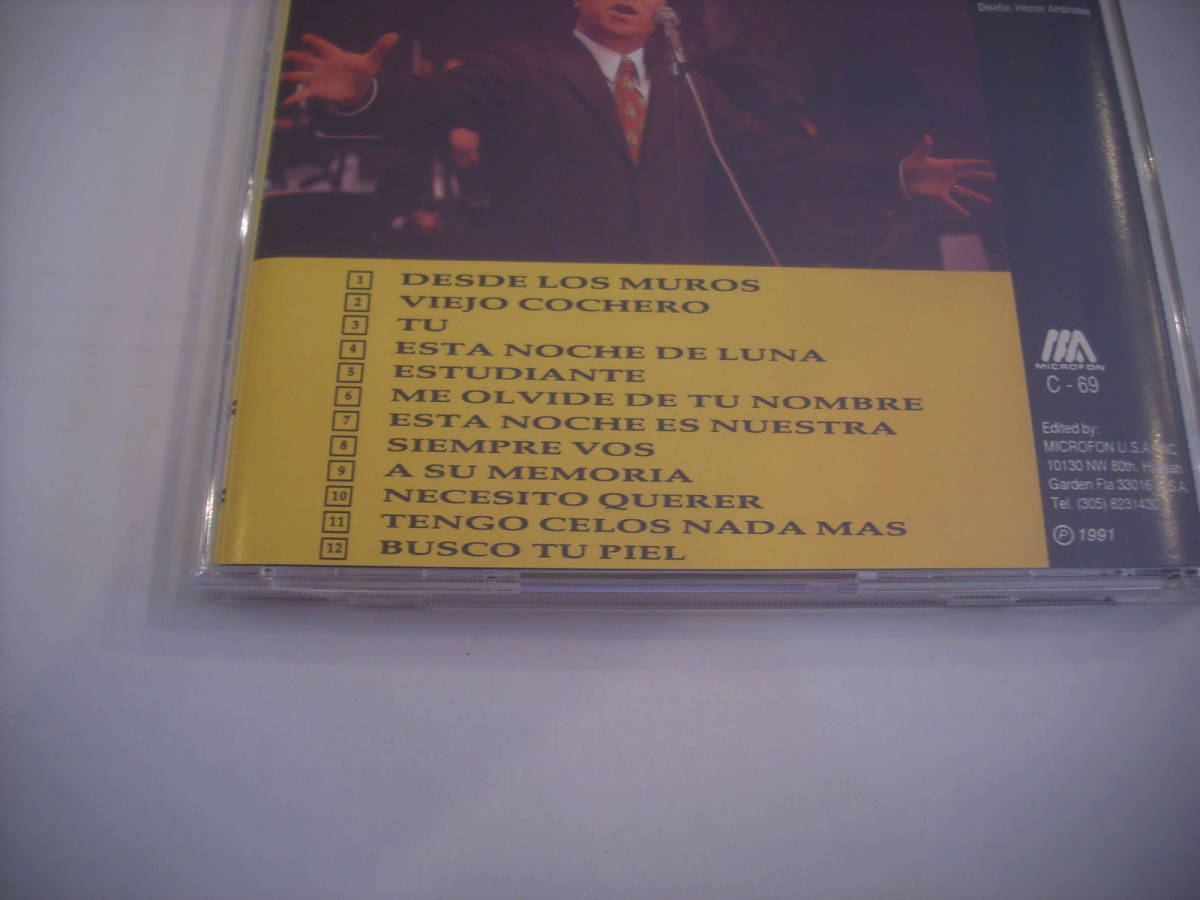 Diseño: Héctor Ambrosio
1 DESDE LOS MUROS
2 VIEJO COCHERO
3 TU
4 ESTA NOCHE DE LUNA
5 ESTUDIANTE
6 ME OLVIDE DE TU NOMBRE
7 ESTA NOCHE ES NUESTRA
8 SIEMPRE VOS
9 A SU MEMORIA
10 NECESITO QUERER
11 TENGO CELOS NADA MAS
12 BUSCO TU PIEL
MICROFON
C - 69
Edited by:
MICROFON U.S.A.
10130 NW 80th.
Garden Fla 33016
Tel. (305) 8231430
Ⓟ 1991